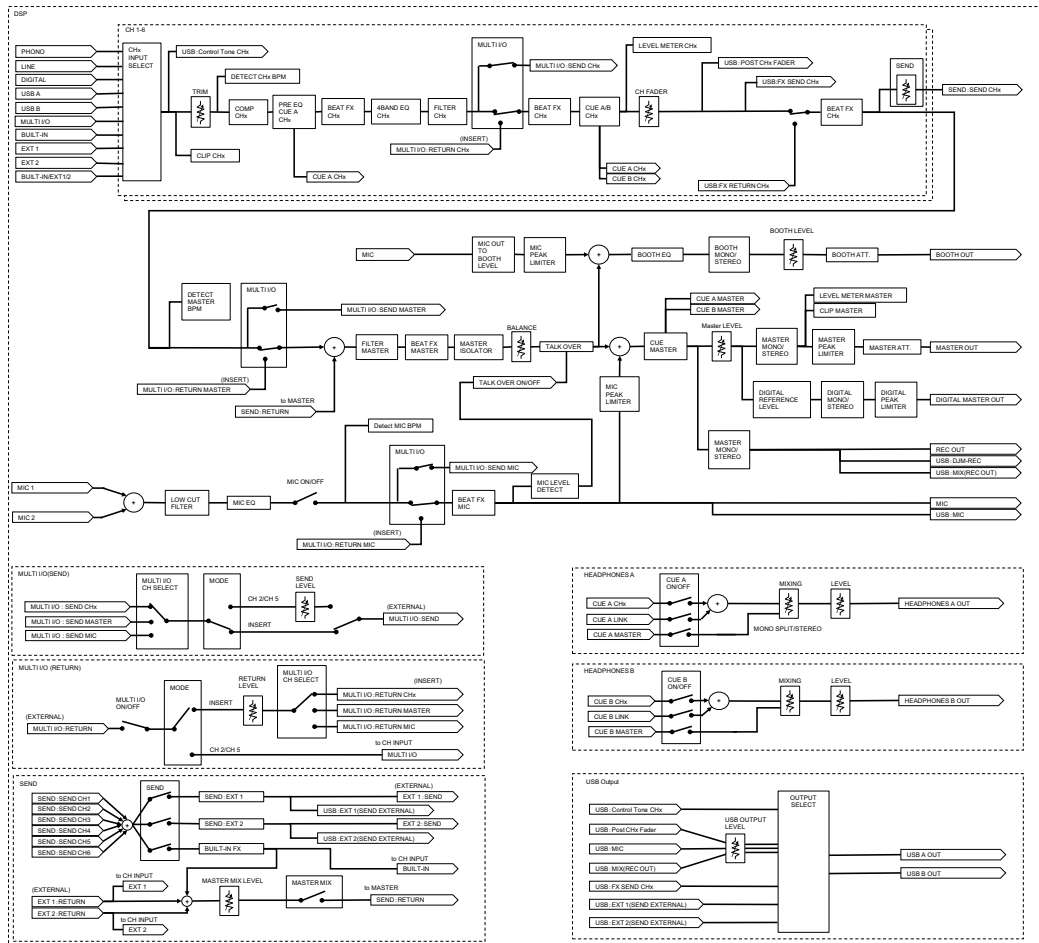 DSP
CH 1-6
PHONO
LINE
DIGITAL
USB A
USB B
MULTI I/O
BUILT-IN
EXT 1
EXT 2
BUILT-IN/EXT1/2
CHx
INPUT
SELECT
USB: Control Tone CHx
DETECT CHx BPM
TRIM
CLIP CHx
COMP
CHx
PRE EQ
CUE A
CHx
CUE A CHx
BEAT FX
CHx
4BAND EQ
CHx
FILTER
CHx
MULTI I/O
MULTI I/O: SEND CHx
(INSERT)
MULTI I/O: RETURN CHx
BEAT FX
CHx
CUE A/B
CHx
LEVEL METER CHx
CH FADER
CUE A CHx
CUE B CHx
USB: POST CHx FADER
USB:FX SEND CHx
USB:FX RETURN CHx
BEAT FX
CHx
SEND
SEND:SEND CHx
MIC
MIC OUT
TO
BOOTH
LEVEL
MIC
PEAK
LIMITER
+
BOOTH EQ
BOOTH
MONO/
STEREO
BOOTH LEVEL
BOOTH ATT.
BOOTH OUT
DETECT
MASTER
BPM
MULTI I/O
MULTI I/O: SEND MASTER
(INSERT)
MULTI I/O: RETURN MASTER
to MASTER
SEND: RETURN
+
FILTER
MASTER
BEAT FX
MASTER
MASTER
ISOLATOR
BALANCE
TALK OVER
TALK OVER ON/OFF
+
MIC
PEAK
LIMITER
CUE A MASTER
CUE B MASTER
CUE
MASTER
Master LEVEL
LEVEL METER MASTER
CLIP MASTER
MASTER
MONO/
STEREO
MASTER
PEAK
LIMITER
MASTER ATT.
MASTER OUT
DIGITAL
REFERENCE
LEVEL
DIGITAL
MONO/
STEREO
DIGITAL
PEAK
LIMITER
DIGITAL MASTER OUT
MASTER
MONO/
STEREO
REC OUT
USB: DJM-REC
USB: MIX(REC OUT)
MIC 1
MIC 2
+
LOW CUT
FILTER
MIC EQ
MIC ON/OFF
Detect MIC BPM
MULTI I/O
MULTI I/O: SEND MIC
(INSERT)
MULTI I/O: RETURN MIC
BEAT FX
MIC
MIC LEVEL
DETECT
MIC
USB: MIC
MULTI I/O(SEND)
MULTI I/O
CH SELECT
MULTI I/O : SEND CHx
MULTI I/O : SEND MASTER
MULTI I/O : SEND MIC
MODE
CH 2/CH 5
INSERT
SEND
LEVEL
(EXTERNAL)
MULTI I/O: SEND
MULTI I/O (RETURN)
(EXTERNAL)
MULTI I/O: RETURN
MULTI I/O
ON/OFF
MODE
INSERT
CH 2/CH 5
RETURN
LEVEL
MULTI I/O
CH SELECT
(INSERT)
MULTI I/O: RETURN CHx
MULTI I/O: RETURN MASTER
MULTI I/O: RETURN MIC
to CH INPUT
MULTI I/O
SEND
SEND: SEND CH1
SEND: SEND CH2
SEND: SEND CH3
SEND: SEND CH4
SEND: SEND CH5
SEND: SEND CH6
+
SEND
SEND: EXT 1
SEND: EXT 2
BUILT-IN FX
(EXTERNAL)
EXT 1: SEND
USB: EXT 1(SEND EXTERNAL)
EXT 2: SEND
USB: EXT 2(SEND EXTERNAL)
to CH INPUT
BUILT-IN
(EXTERNAL)
EXT 1:RETURN
EXT 2:RETURN
to CH INPUT
EXT 1
to CH INPUT
EXT 2
+
MASTER MIX LEVEL
MASTER MIX
to MASTER
SEND: RETURN
HEADPHONES A
CUE A
ON/OFF
CUE A CHx
CUE A LINK
CUE A MASTER
+
MIXING
MONO SPLIT/STEREO
LEVEL
HEADPHONES A OUT
HEADPHONES B
CUE B
ON/OFF
CUE B CHx
CUE B LINK
CUE B MASTER
+
MIXING
LEVEL
HEADPHONES B OUT
USB Output
USB: Control Tone CHx
USB: PostCHx Fader
USB: MIC
USB: MIX(REC OUT)
USB: FX SEND CHx
USB: EXT 1(SEND EXTERNAL)
USB: EXT 2(SEND EXTERNAL)
USB OUTPUT
LEVEL
OUTPUT
SELECT
USB A OUT
USB B OUT